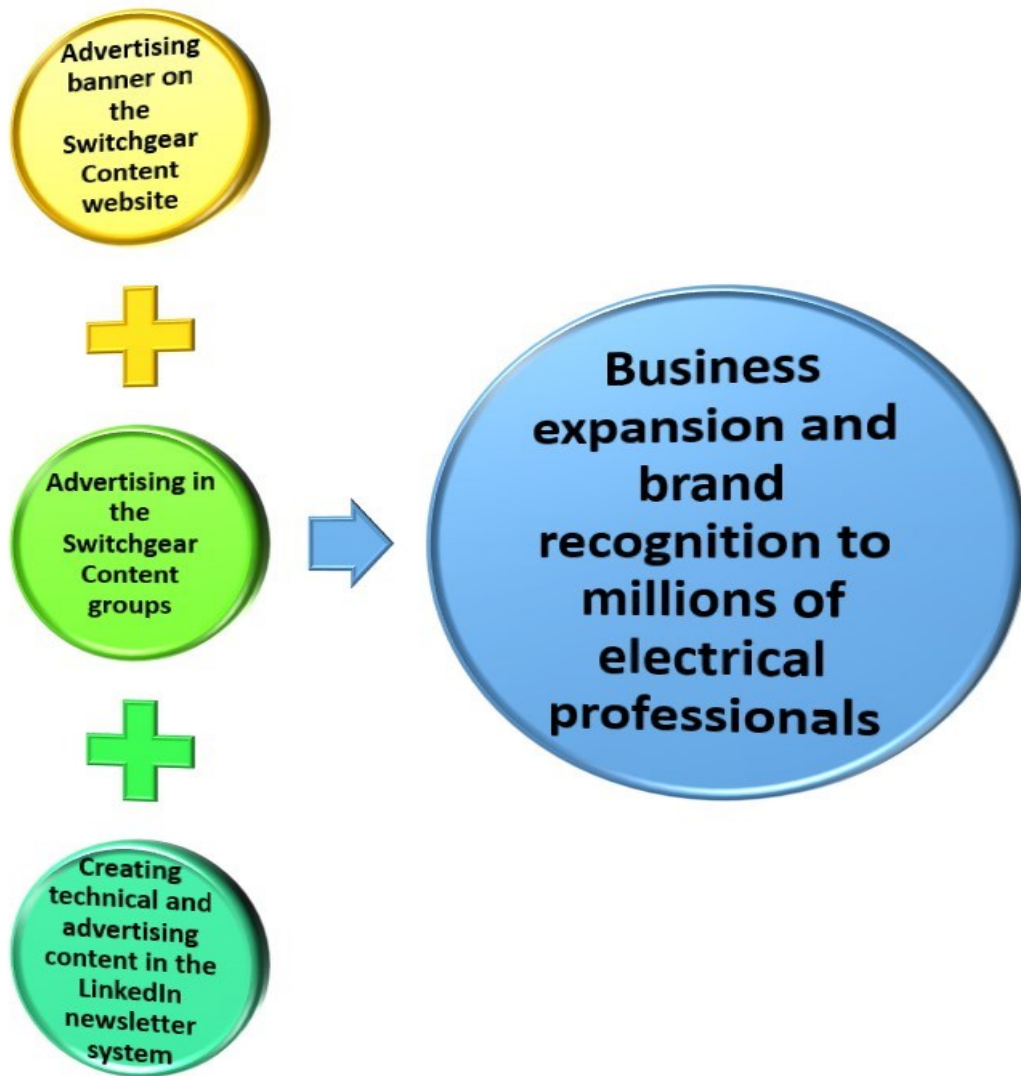 Advertising
banner on
the
Switchgear
Content
website
Advertising in
the
Switchgear
Content
groups
Creating
technical and
advertising
content in the
LinkedIn
newsletter
system
Business
expansion and
brand
recognition to
millions of
electrical
professionals